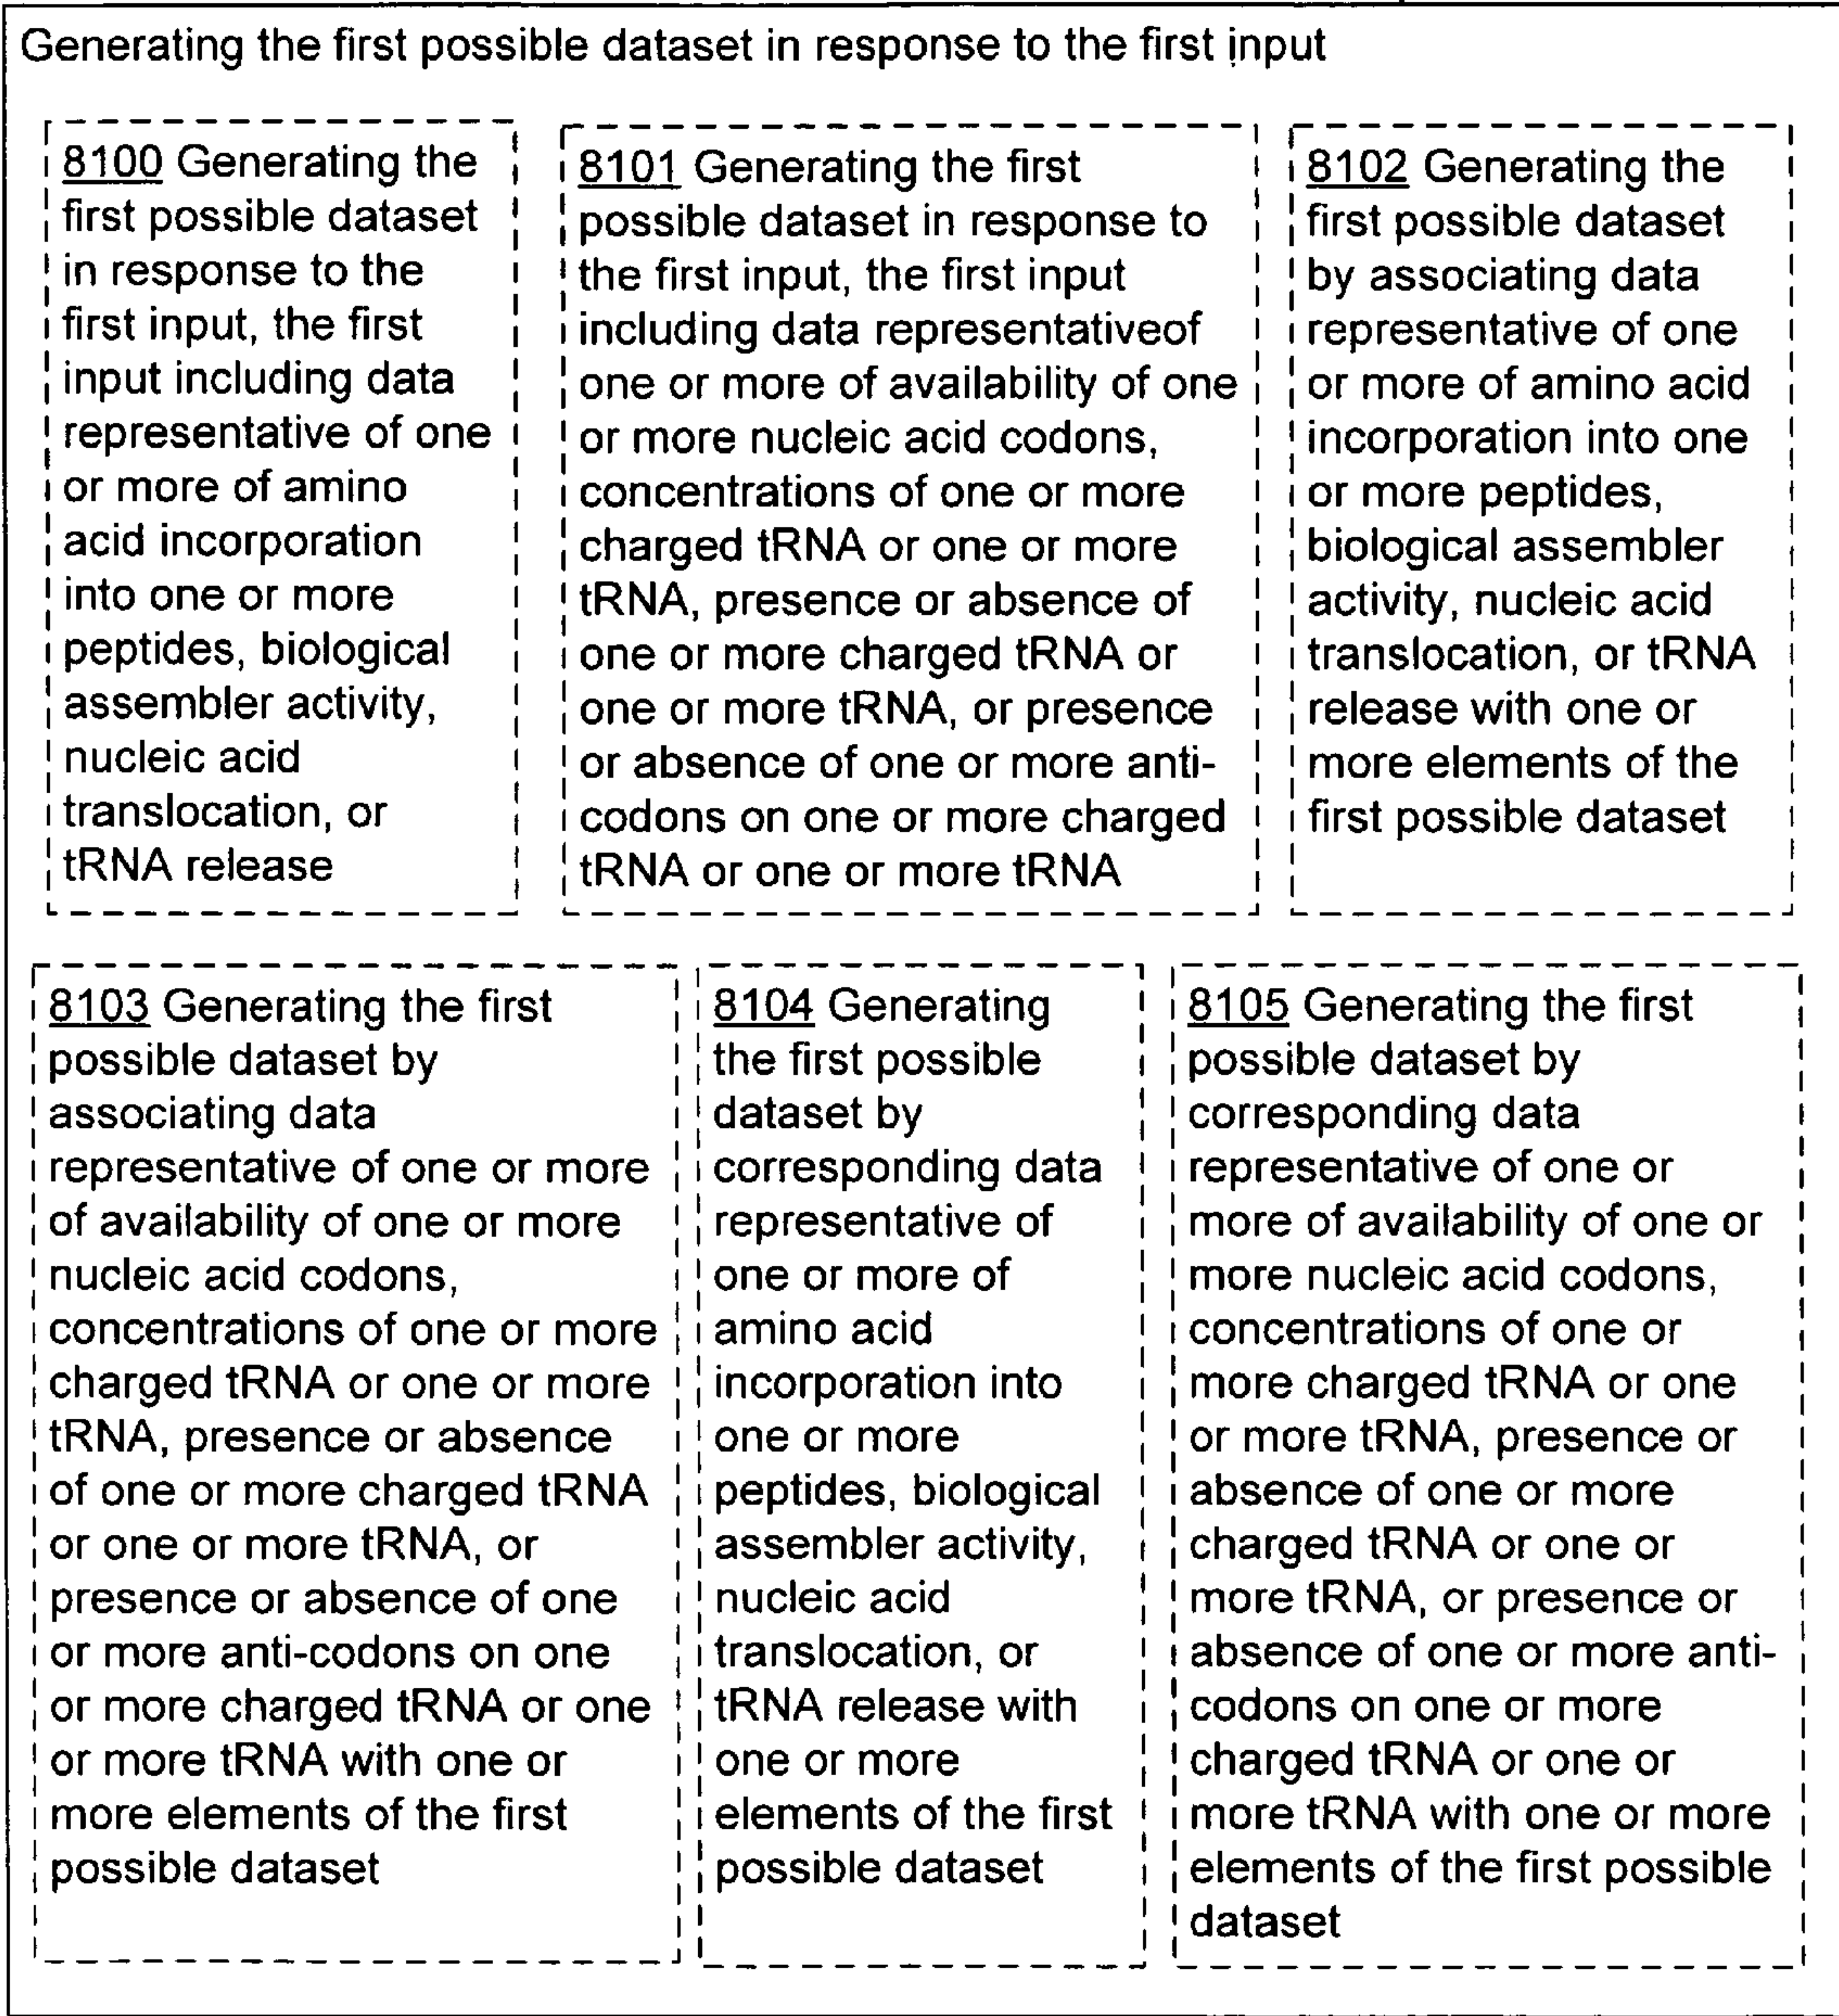 Generating the first possible dataset in response to the first input
8100 Generating the
first possible dataset
in response to the
first input, the first
input including data
representative of one
or more of amino
acid incorporation
into one or more
peptides, biological
assembler activity,
nucleic acid
translocation, or
tRNA release
8101 Generating the first
possible dataset in response to
the first input, the first input
including data representativeof
one or more of availability of one
or more nucleic acid codons,
concentrations of one or more
charged tRNA or one or more
tRNA, presence or absence of
one or more charged tRNA or
one or more tRNA, or presence
or absence of one or more anti-
codons on one or more charged
tRNA or one or more tRNA
8102 Generating the
first possible dataset
by associating data
representative of one
or more of amino acid
incorporation into one
or more peptides,
biological assembler
activity, nucleic acid
translocation, or tRNA
release with one or
more elements of the
first possible dataset
8103 Generating the first
possible dataset by
associating data
representative of one or more
of availability of one or more
nucleic acid codons,
concentrations of one or more
charged tRNA or one or more
tRNA, presence or absence
of one or more charged tRNA
or one or more tRNA, or
presence or absence of one
or more anti-codons on one
or more charged tRNA or one
or more tRNA with one or
more elements of the first
possible dataset
8104 Generating
the first possible
dataset by
corresponding data
representative of
one or more of
amino acid
incorporation into
one or more
peptides, biological
assembler activity,
nucleic acid
translocation, or
tRNA release with
one or more
elements of the first
possible dataset
8105 Generating the first
possible dataset by
corresponding data
representative of one or
more of availability of one or
more nucleic acid codons,
concentrations of one or
more charged tRNA or one
or more tRNA, presence or
absence of one or more
charged tRNA or one or
more tRNA, or presence or
absence of one or more anti-
codons on one or more
charged tRNA or one or
more tRNA with one or more
elements of the first possible
dataset